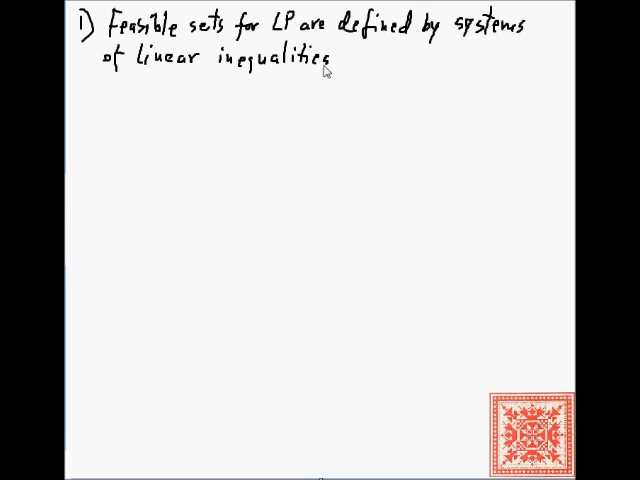 1) Feasible sets for LP are defined by systems
of linear inequalities